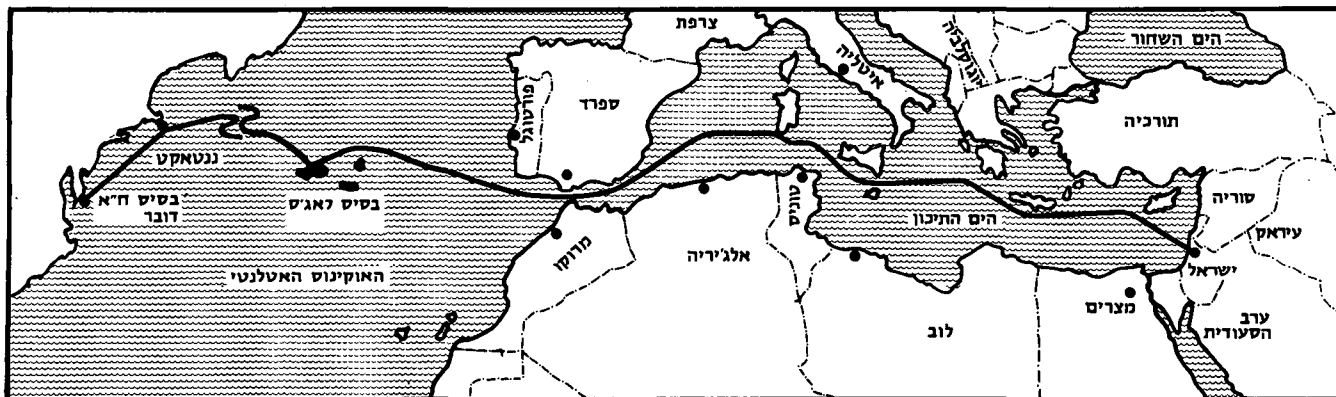 צרפת
הים השחור
יוגוסלביה
איטליה
ספרד
פורטוגל
תורכיה
ננטאקט
בסיס ח״א
דובר
בסיס לאג'ס
טוניס
סוריה
הים התיכון
עיראק
מרוקו
אלג'יריה
ישראל
האוקינוס האטלנטי
מצרים
ערב
הסעודית
לוב